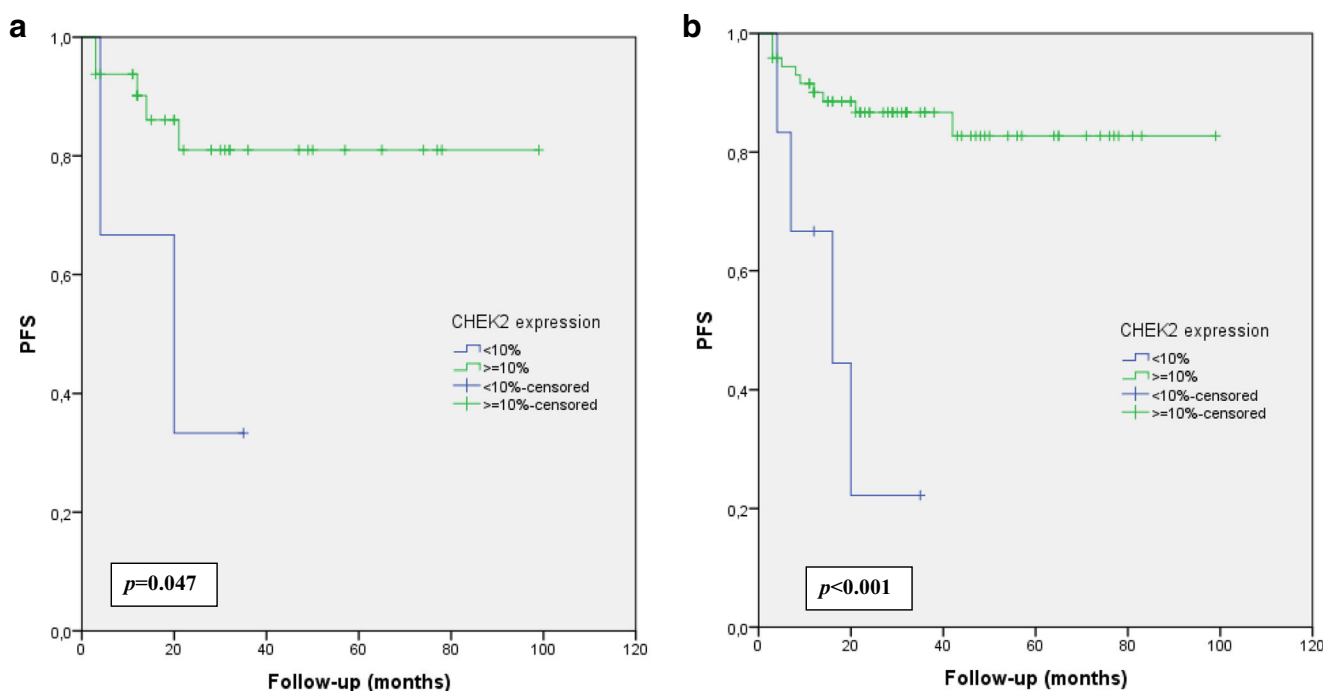 a
1,0
0,8
0,6
0,4
0,2
0,0
PFS
0
20
40
60
80
100
120
Follow-up (months)
CHEK2 expression
<10%
>=10%
<10%-censored
>=10%-censored
p=0.047
b
1,0
0,8
0,6
0,4
0,2
0,0
PFS
0
20
40
60
80
100
120
Follow-up (months)
CHEK2 expression
<10%
>=10%
<10%-censored
>=10%-censored
p<0.001